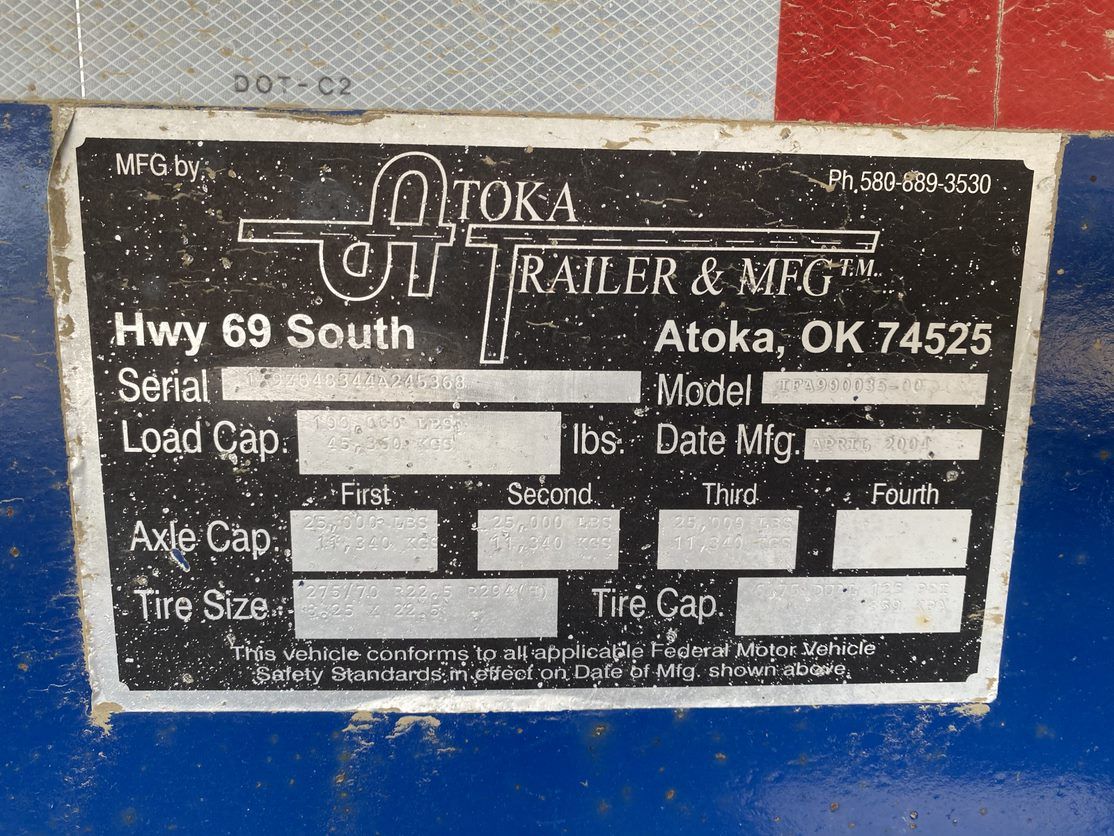 DOT-C2
MFG by
Ph. 580-889-3530
ATOKA
TRAILER & MFG T.M.
Hwy 69 South Atoka, OK 74525
Serial Model
Load Cap. 100,000 LBS lbs. Date Mfg. APRIL 2004
45,360 KGS
First Second Third Fourth
Axle Cap. 25,000 LBS 25,000 LBS 25,000 LBS
11,340 KGS 11,340 KGS 11,340 KGS
Tire Size 275/70 R22.5 Tire Cap. 125 PSI
22.5
This vehicle conforms to all applicable Federal Motor Vehicle
Safety Standards in effect on Date of Mfg. shown above.